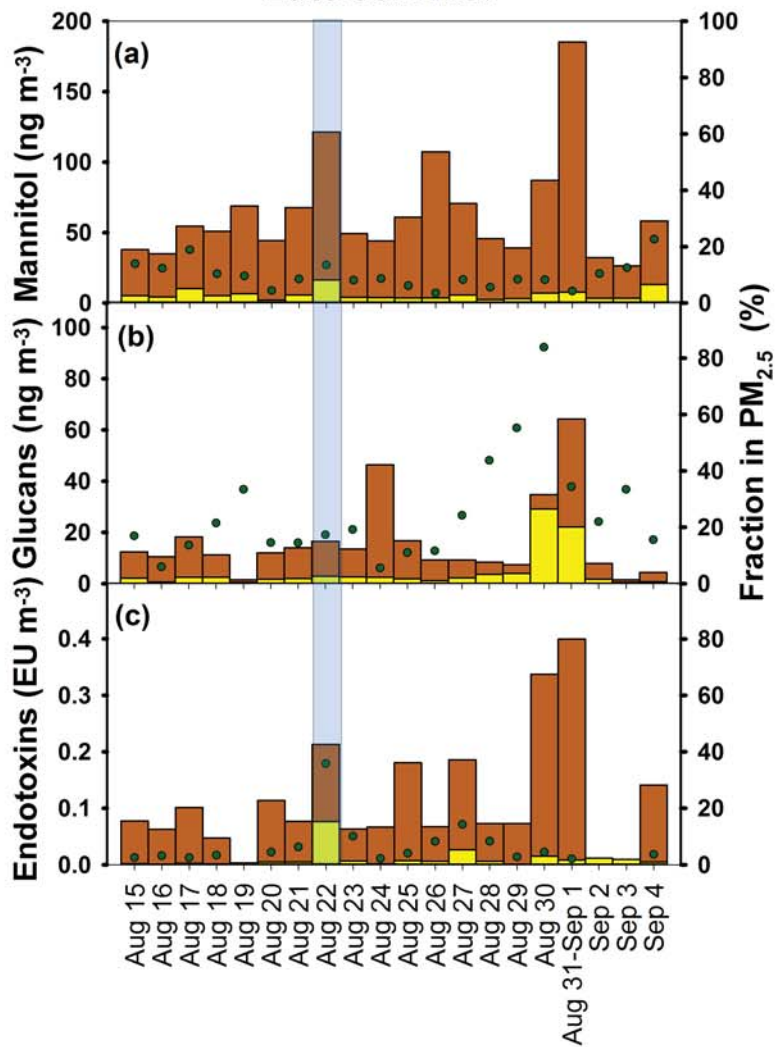 (a)
Mannitol (ng m-3)
200
150
100
50
0
100
80
60
40
20
0
(b)
Glucans (ng m-3)
100
80
60
40
20
0
80
60
40
20
0
Fraction in PM2.5 (%)
(c)
Endotoxins (EU m-3)
0.4
0.3
0.2
0.1
0.0
80
60
40
20
0
Aug 15
Aug 16
Aug 17
Aug 18
Aug 19
Aug 20
Aug 21
Aug 22
Aug 23
Aug 24
Aug 25
Aug 26
Aug 27
Aug 28
Aug 29
Aug 30
Aug 31-Sep 1
Sep 2
Sep 3
Sep 4